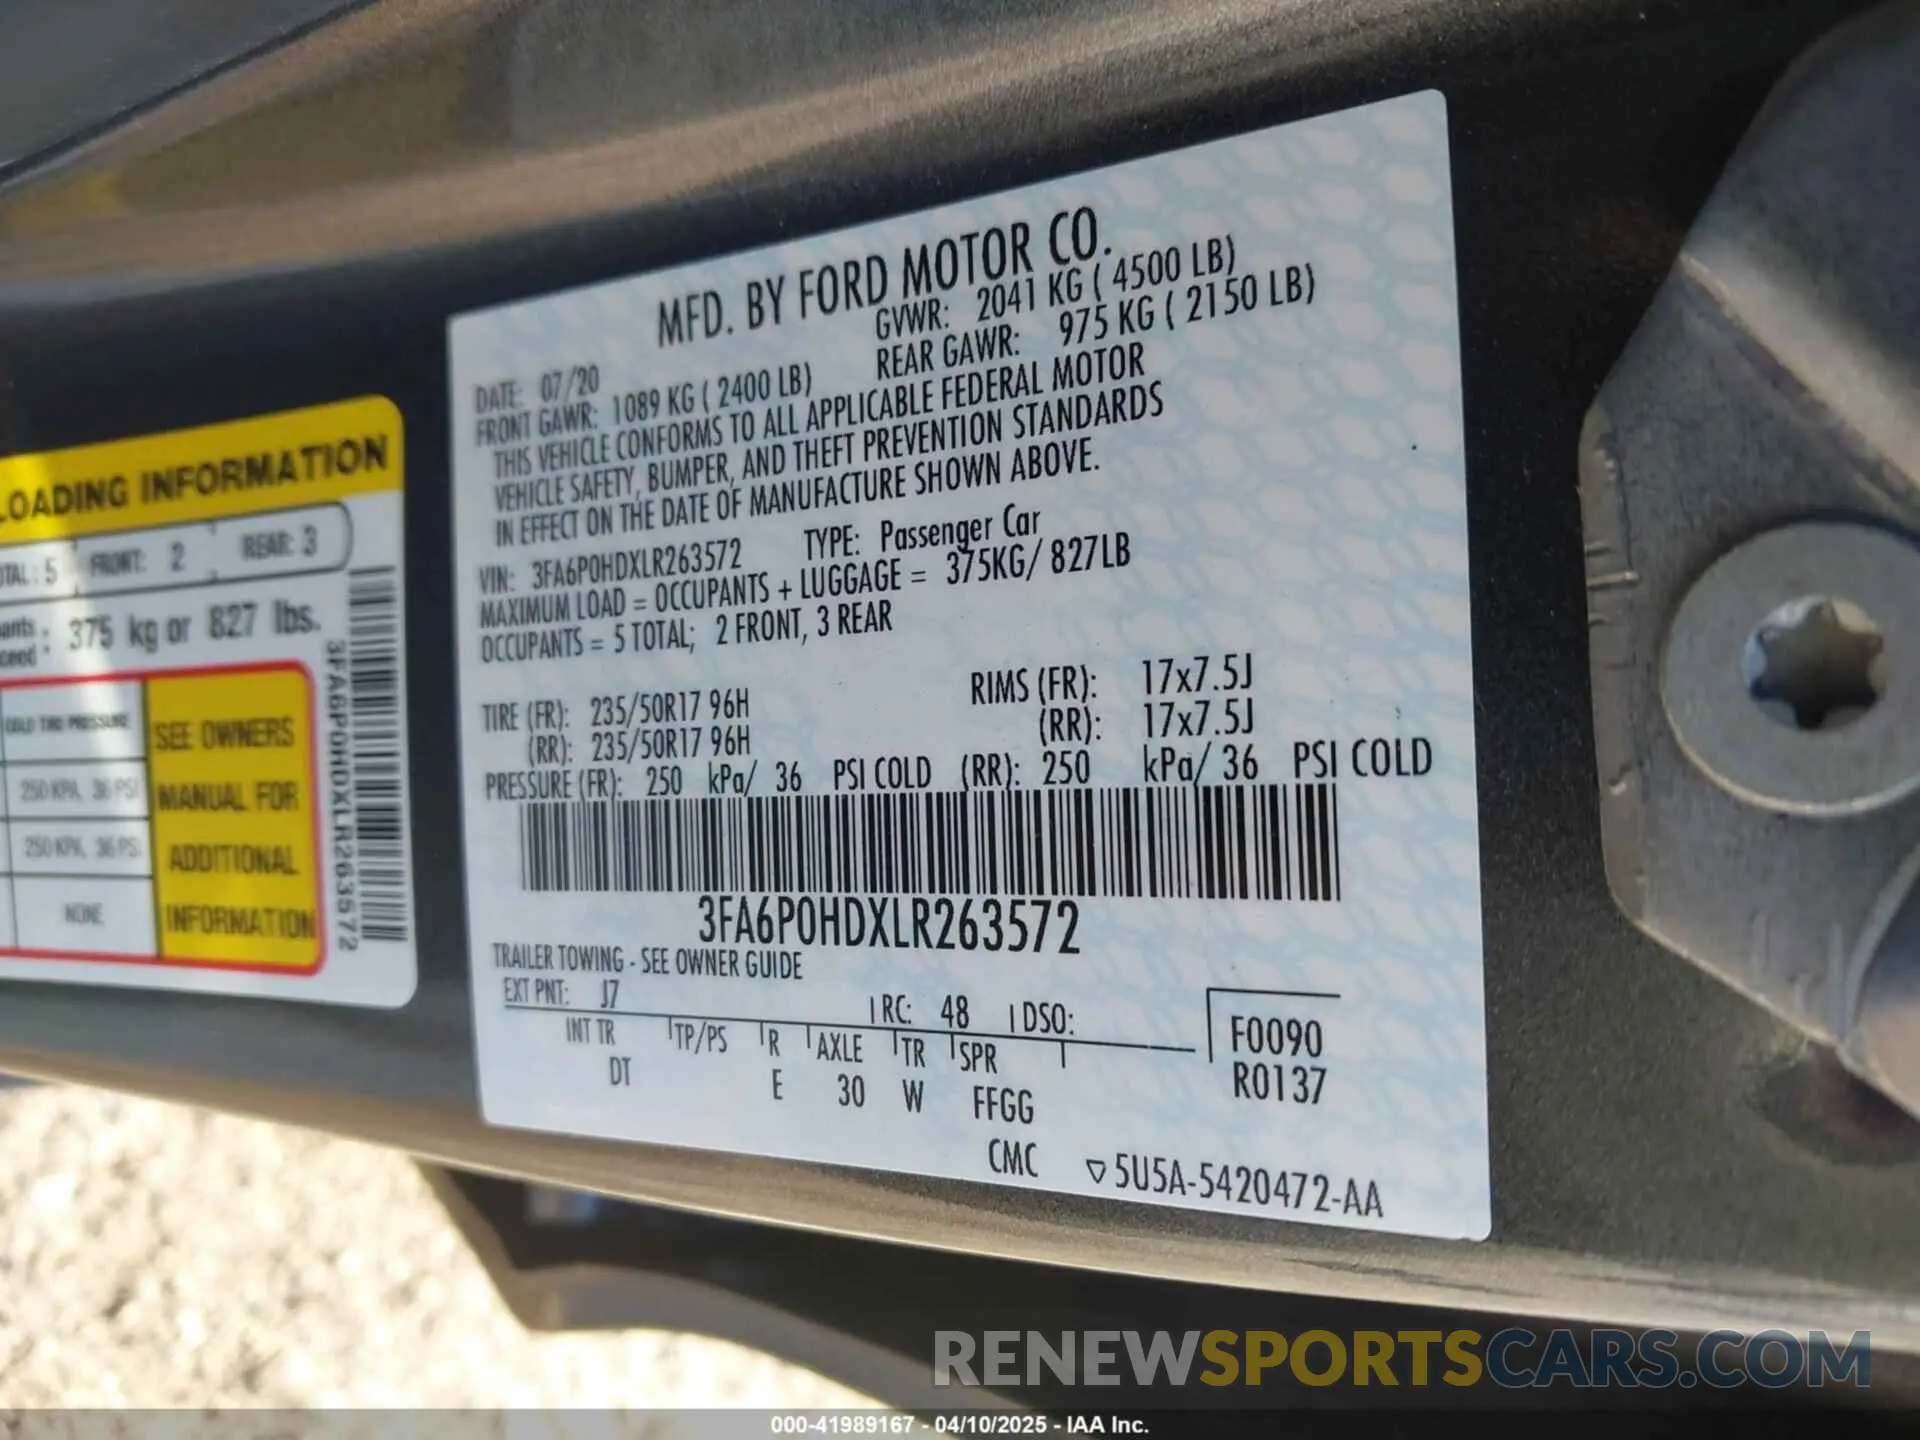 MFD. BY FORD MOTOR CO.
DATE: 07/20 GVWR: 2041 KG ( 4500 LB)
FRONT GAWR: 1089 KG ( 2400 LB) REAR GAWR: 975 KG ( 2150 LB)
THIS VEHICLE CONFORMS TO ALL APPLICABLE FEDERAL MOTOR
VEHICLE SAFETY, BUMPER, AND THEFT PREVENTION STANDARDS
IN EFFECT ON THE DATE OF MANUFACTURE SHOWN ABOVE.
VIN: 3FA6P0HDXLR263572 TYPE: Passenger Car
MAXIMUM LOAD = OCCUPANTS + LUGGAGE = 375KG/ 827LB
OCCUPANTS = 5 TOTAL; 2 FRONT, 3 REAR
TIRE (FR): 235/50R17 96H RIMS (FR): 17x7.5J
(RR): 235/50R17 96H (RR): 17x7.5J
PRESSURE (FR): 250 kPa/ 36 PSI COLD (RR): 250 kPa/ 36 PSI COLD
3FA6P0HDXLR263572
TRAILER TOWING - SEE OWNER GUIDE
EXT PNT: J7 RC: 48 DSO:
INT TR TP/PS R AXLE TR SPR
DT E 30 W FFGG
F0090
R0137
CMC ▽5U5A-5420472-AA
LOADING INFORMATION
TOTAL: 5 FRONT: 2 REAR: 3
375 kg or 827 lbs.
COLD TIRE PRESSURE
250 KPA, 36 PSI
250 KPA, 36 PSI
NONE
SEE OWNERS
MANUAL FOR
ADDITIONAL
INFORMATION
3FA6P0HDXLR263572
RENEWSPORTSCARS.COM
000-41989167 - 04/10/2025 - IAA Inc.